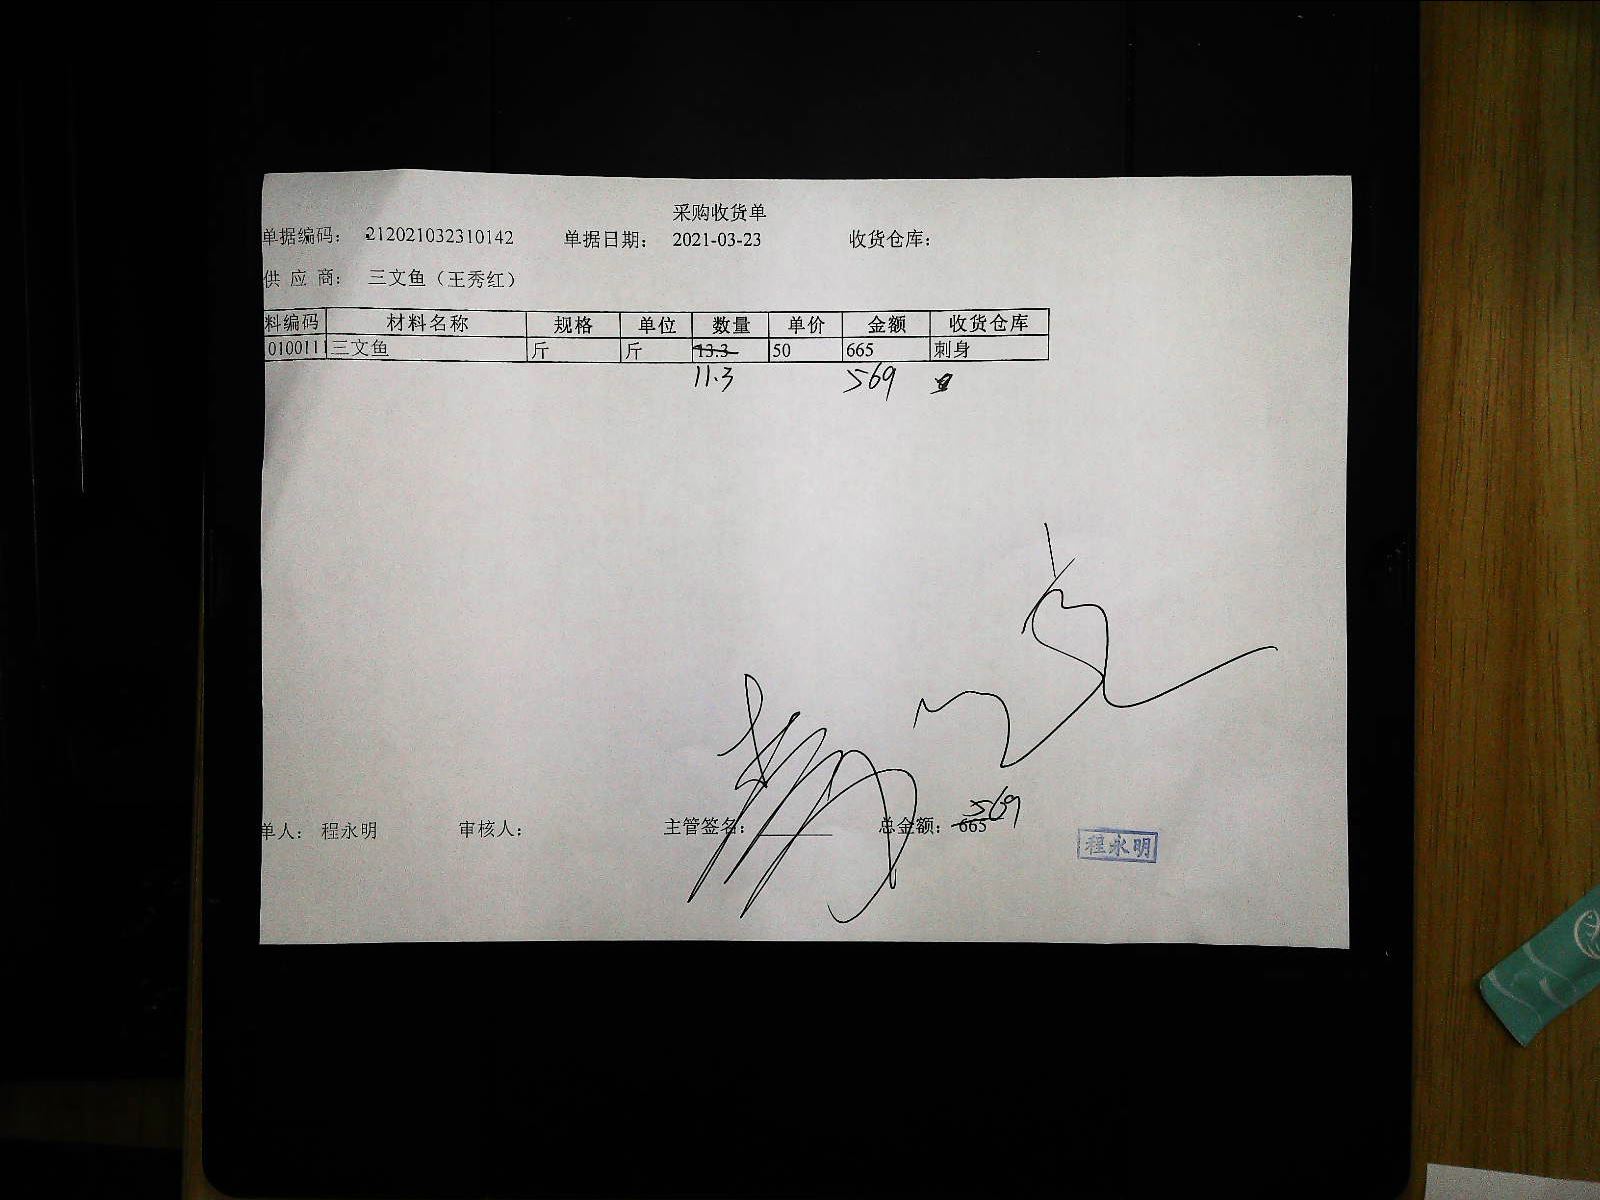 采购收货单
单据编码： 212021032310142 单据日期： 2021-03-23 收货仓库：
供 应 商： 三文鱼（王秀红）
料编码 材料名称 规格 单位 数量 单价 金额 收货仓库
0100111 三文鱼 斤 斤 13.3 50 665 刺身
11.3 569
569
单人： 程永明 审核人： 主管签名： 总金额： 665
程永明